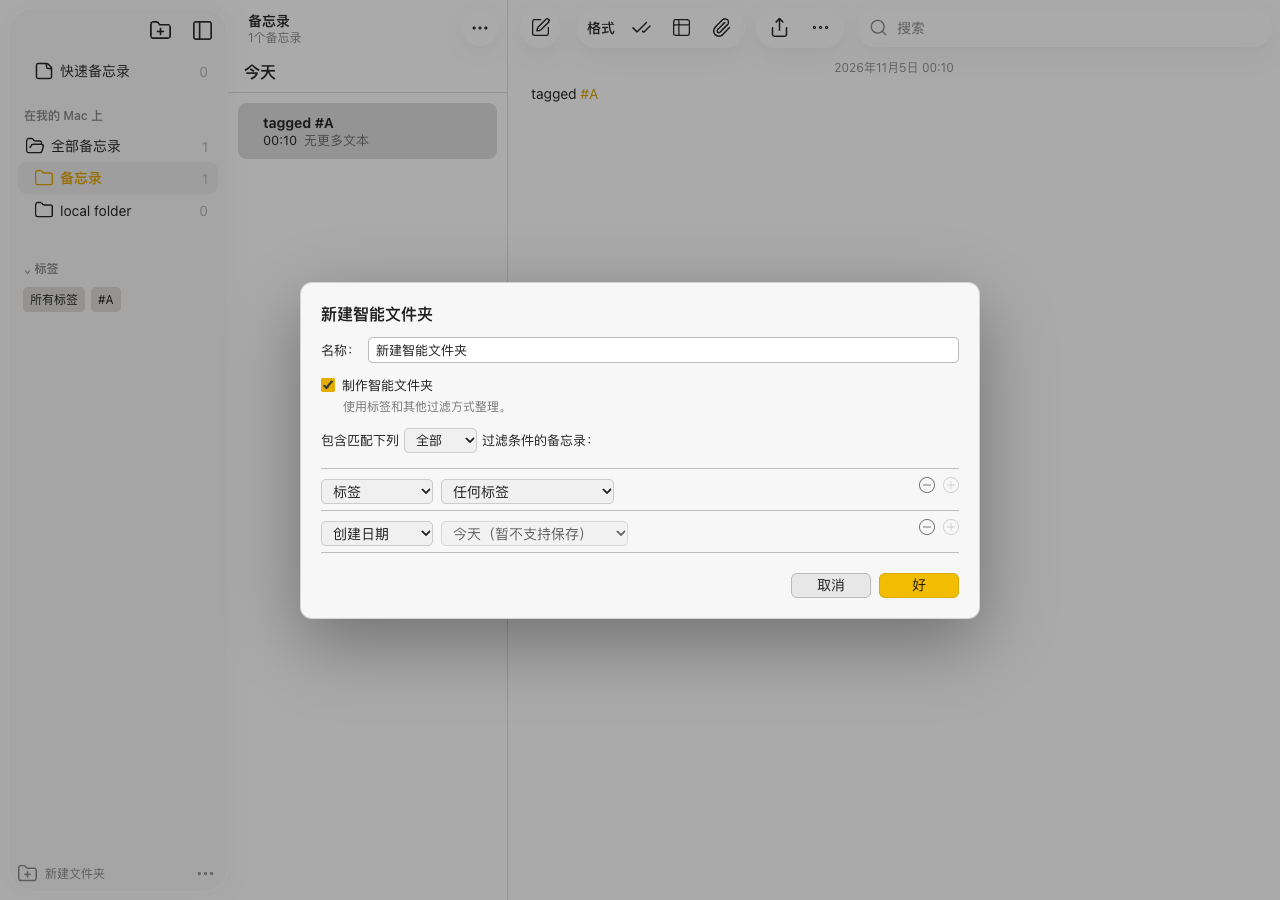 快速备忘录 0
在我的 Mac 上
全部备忘录 1
备忘录 1
local folder 0
标签
所有标签 #A
新建文件夹
备忘录
1个备忘录
今天
tagged #A
00:10 无更多文本
格式
搜索
2026年11月5日 00:10
tagged #A
新建智能文件夹
名称： 新建智能文件夹
制作智能文件夹
使用标签和其他过滤方式整理。
包含匹配下列 全部 过滤条件的备忘录：
标签 任何标签
创建日期 今天（暂不支持保存）
取消 好